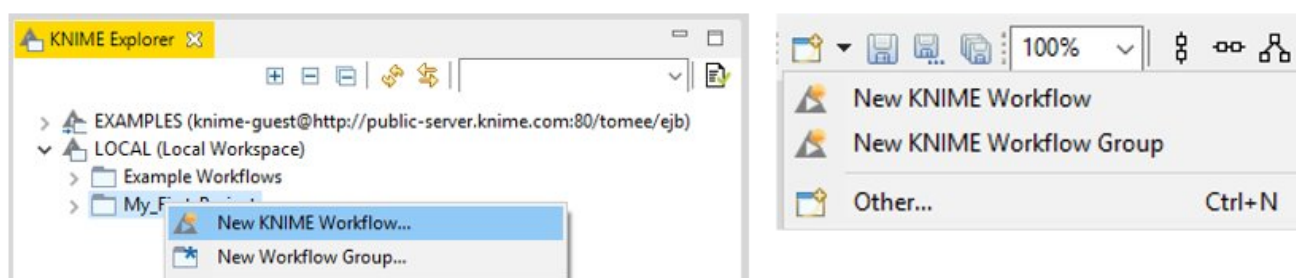 KNIME Explorer
EXAMPLES (knime-guest@http://public-server.knime.com:80/tomee/ejb)
LOCAL (Local Workspace)
Example Workflows
New KNIME Workflow...
New Workflow Group...
100%
New KNIME Workflow
New KNIME Workflow Group
Other... Ctrl+N